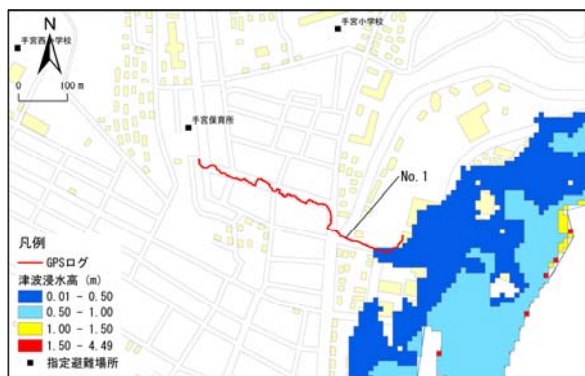 手宮小学校
手宮西小学校
N
0 100 m
手宮保育所
No.1
凡例
GPSログ
津波浸水高 (m)
0.01 - 0.50
0.50 - 1.00
1.00 - 1.50
1.50 - 4.49
指定避難場所